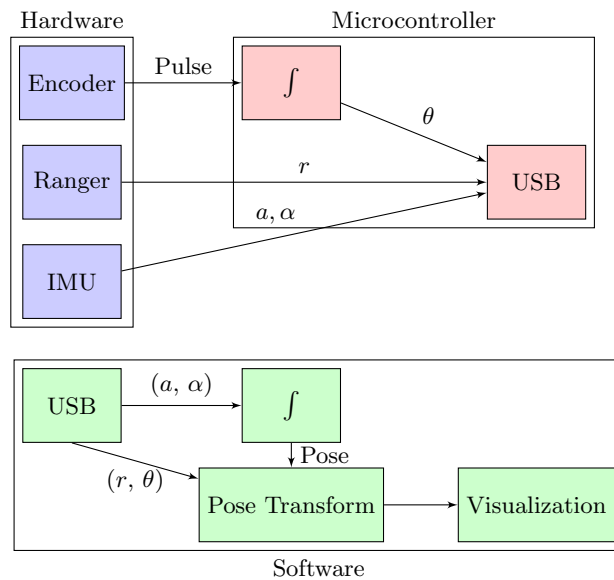 Hardware
Microcontroller
Encoder
Pulse
∫
θ
Ranger
r
USB
a, α
IMU
USB
(a, α)
∫
(r, θ)
Pose
Pose Transform
Visualization
Software